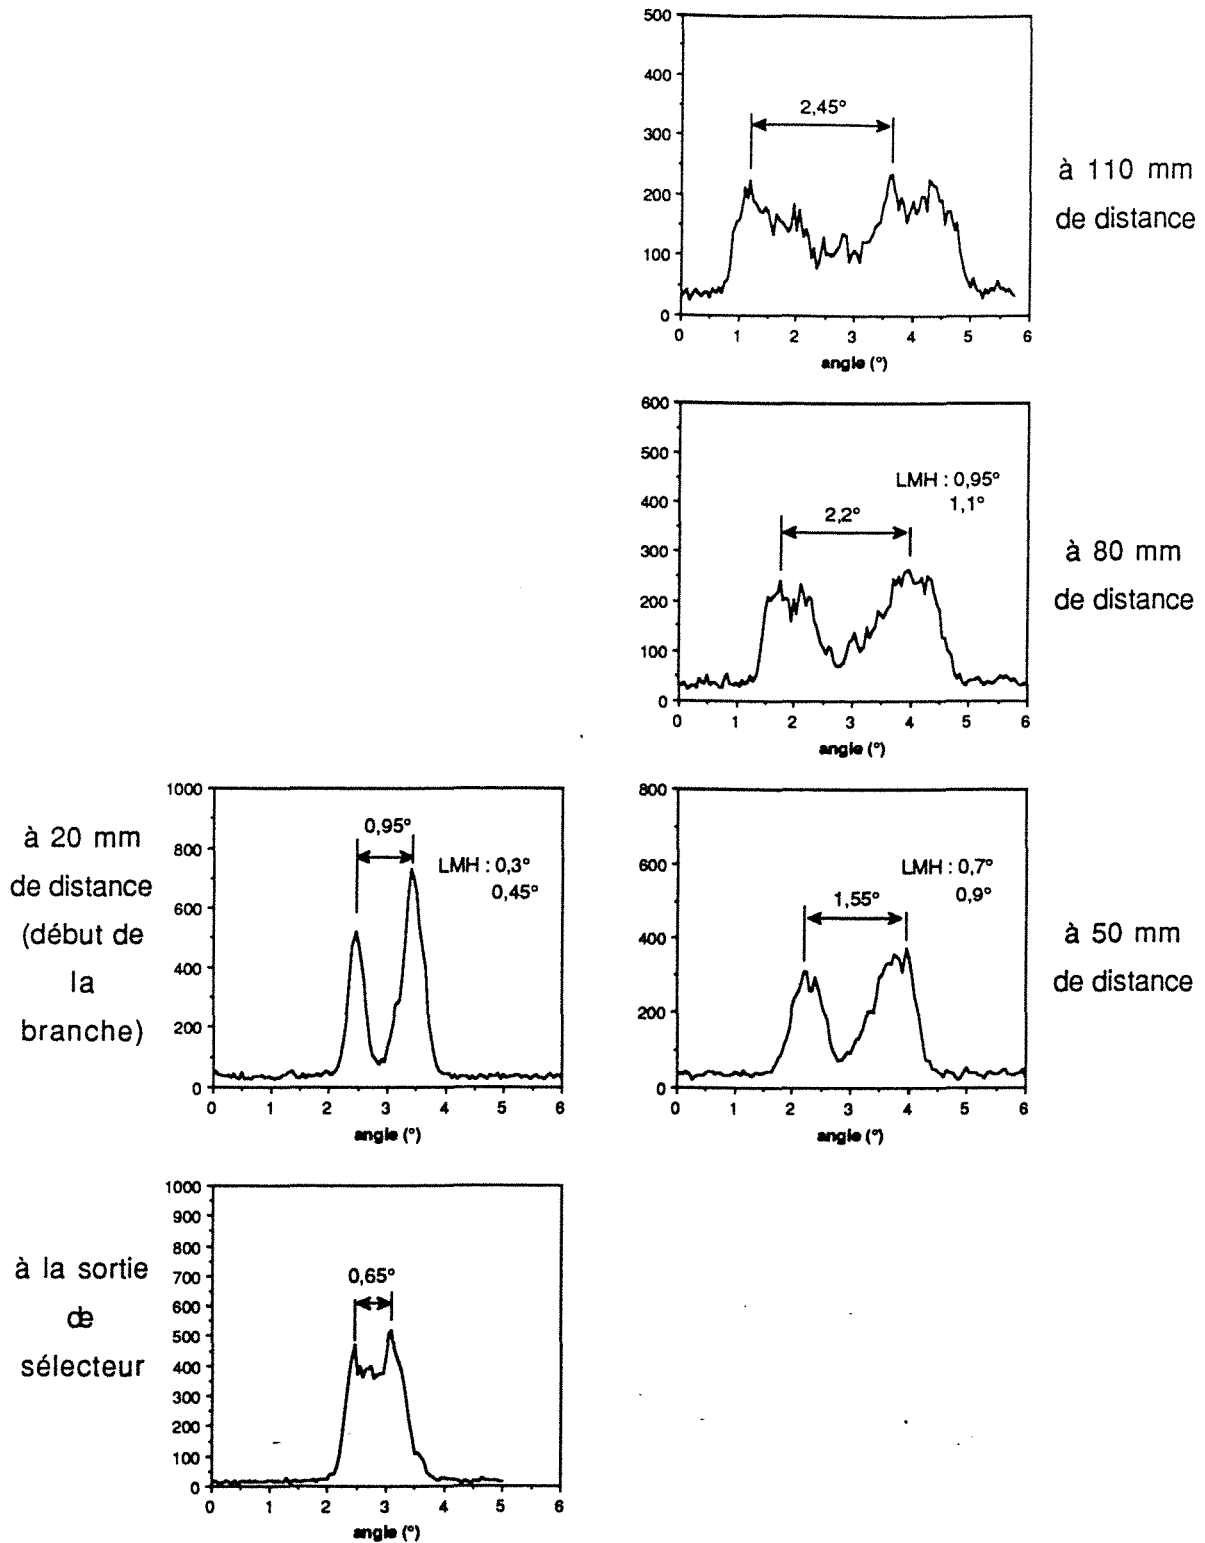 500
400
300
200
100
0
2,45°
0 1 2 3 4 5 6
angle (°)
à 110 mm
de distance
600
500
400
300
200
100
0
LMH : 0,95°
1,1°
2,2°
0 1 2 3 4 5 6
angle (°)
à 80 mm
de distance
à 20 mm
de distance
(début de
la
branche)
1000
800
600
400
200
0
0,95°
LMH : 0,3°
0,45°
0 1 2 3 4 5 6
angle (°)
800
600
400
200
0
LMH : 0,7°
0,9°
1,55°
0 1 2 3 4 5 6
angle (°)
à 50 mm
de distance
à la sortie
de
sélecteur
1000
900
800
700
600
500
400
300
200
100
0
0,65°
0 1 2 3 4 5 6
angle (°)